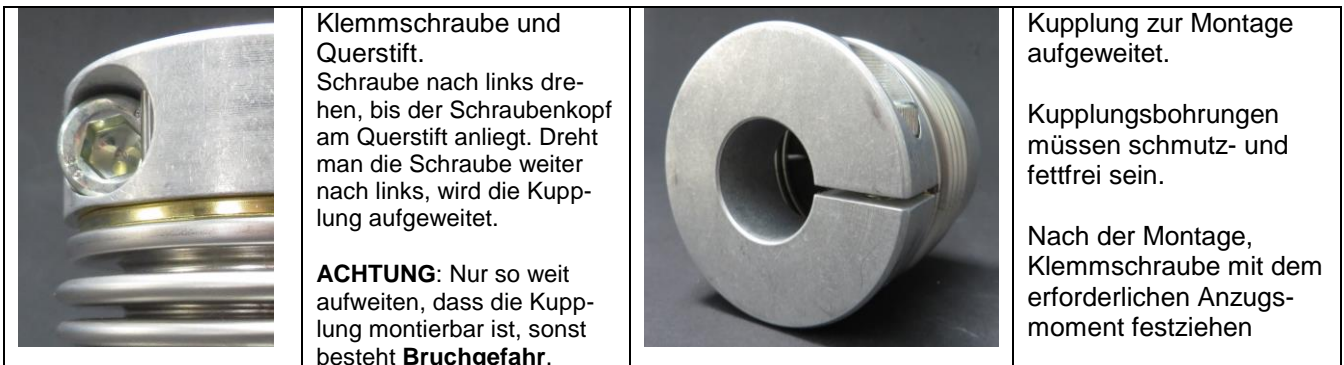 Klemmschraube und
Querstift.
Schraube nach links dre-
hen, bis der Schraubenkopf
am Querstift anliegt. Dreht
man die Schraube weiter
nach links, wird die Kupp-
lung aufgeweitet.
ACHTUNG: Nur so weit
aufweiten, dass die Kupp-
lung montierbar ist, sonst
besteht Bruchgefahr.
Kupplung zur Montage
aufgeweitet.
Kupplungsbohrungen
müssen schmutz- und
fettfrei sein.
Nach der Montage,
Klemmschraube mit dem
erforderlichen Anzugs-
moment festziehen